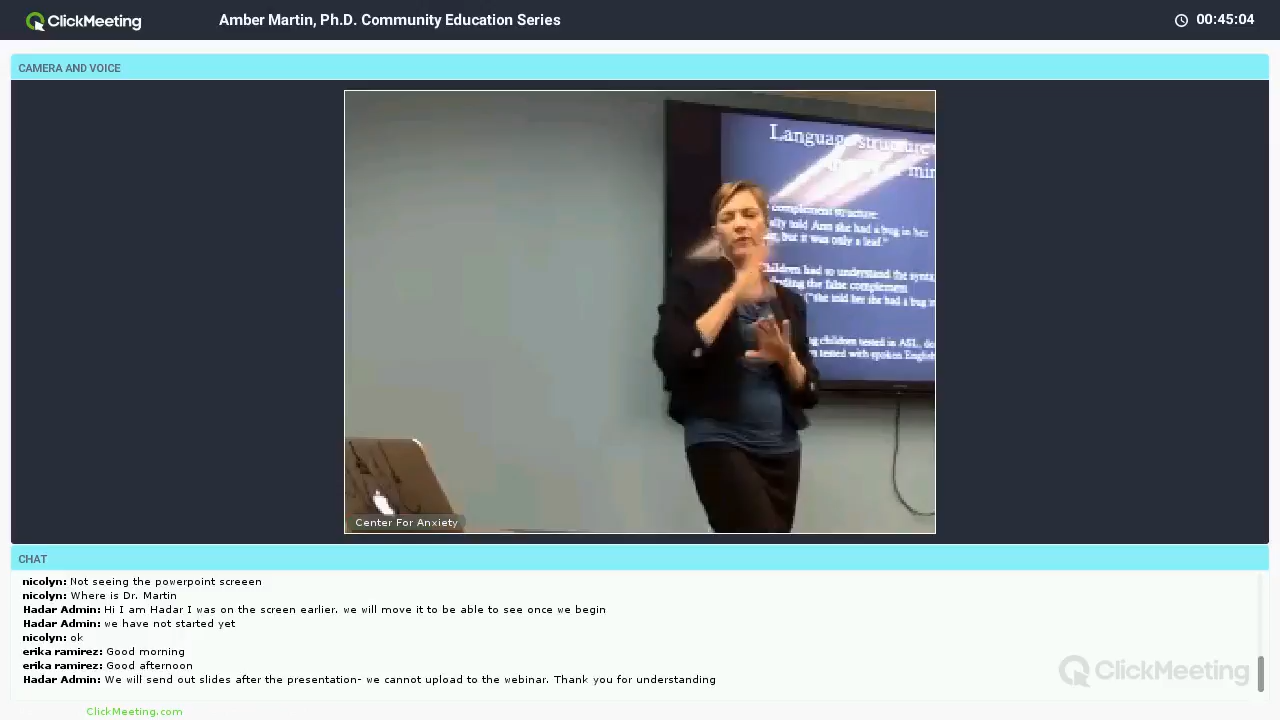 ClickMeeting
Amber Martin, Ph.D. Community Education Series
00:45:04
CAMERA AND VOICE
Language structure
min
complement structure
told Ann she had a bug in her
but it was only a leaf."
had to understand the
the false complement
("she told her she had a bug
children tested in ASL,
tested with spoken English
Center For Anxiety
CHAT
nicolyn: Not seeing the powerpoint screeen
nicolyn: Where is Dr. Martin
Hadar Admin: Hi I am Hadar I was on the screen earlier. we will move it to be able to see once we begin
Hadar Admin: we have not started yet
nicolyn: ok
erika ramirez: Good morning
erika ramirez: Good afternoon
Hadar Admin: We will send out slides after the presentation- we cannot upload to the webinar. Thank you for understanding
ClickMeeting
ClickMeeting.com